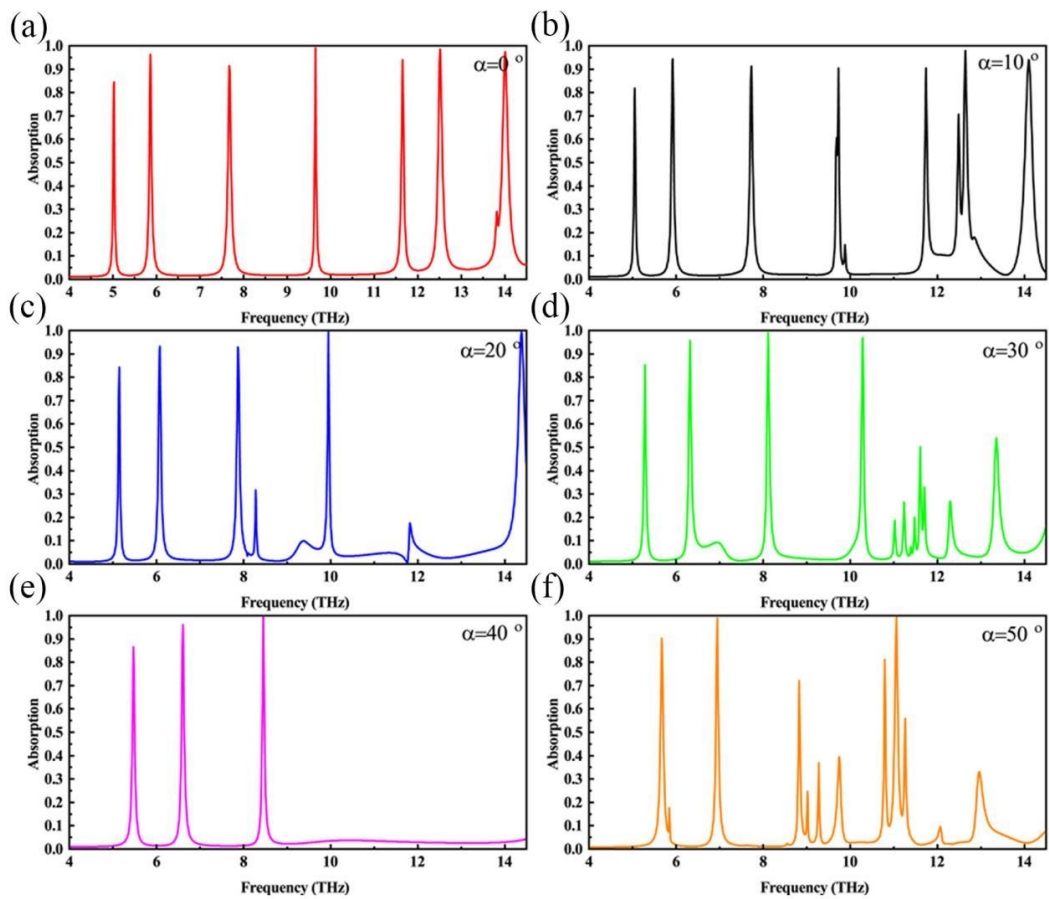 (a)
α=0 º
1.0
0.9
0.8
0.7
0.6
0.5
0.4
0.3
0.2
0.1
0.0
Absorption
4 5 6 7 8 9 10 11 12 13 14
Frequency (THz)
(b)
α=10 º
1.0
0.9
0.8
0.7
0.6
0.5
0.4
0.3
0.2
0.1
0.0
Absorption
4 6 8 10 12 14
Frequency (THz)
(c)
α=20 º
1.0
0.9
0.8
0.7
0.6
0.5
0.4
0.3
0.2
0.1
0.0
Absorption
4 6 8 10 12 14
Frequency (THz)
(d)
α=30 º
1.0
0.9
0.8
0.7
0.6
0.5
0.4
0.3
0.2
0.1
0.0
Absorption
4 6 8 10 12 14
Frequency (THz)
(e)
α=40 º
1.0
0.9
0.8
0.7
0.6
0.5
0.4
0.3
0.2
0.1
0.0
Absorption
4 6 8 10 12 14
Frequency (THz)
(f)
α=50 º
1.0
0.9
0.8
0.7
0.6
0.5
0.4
0.3
0.2
0.1
0.0
Absorption
4 6 8 10 12 14
Frequency (THz)